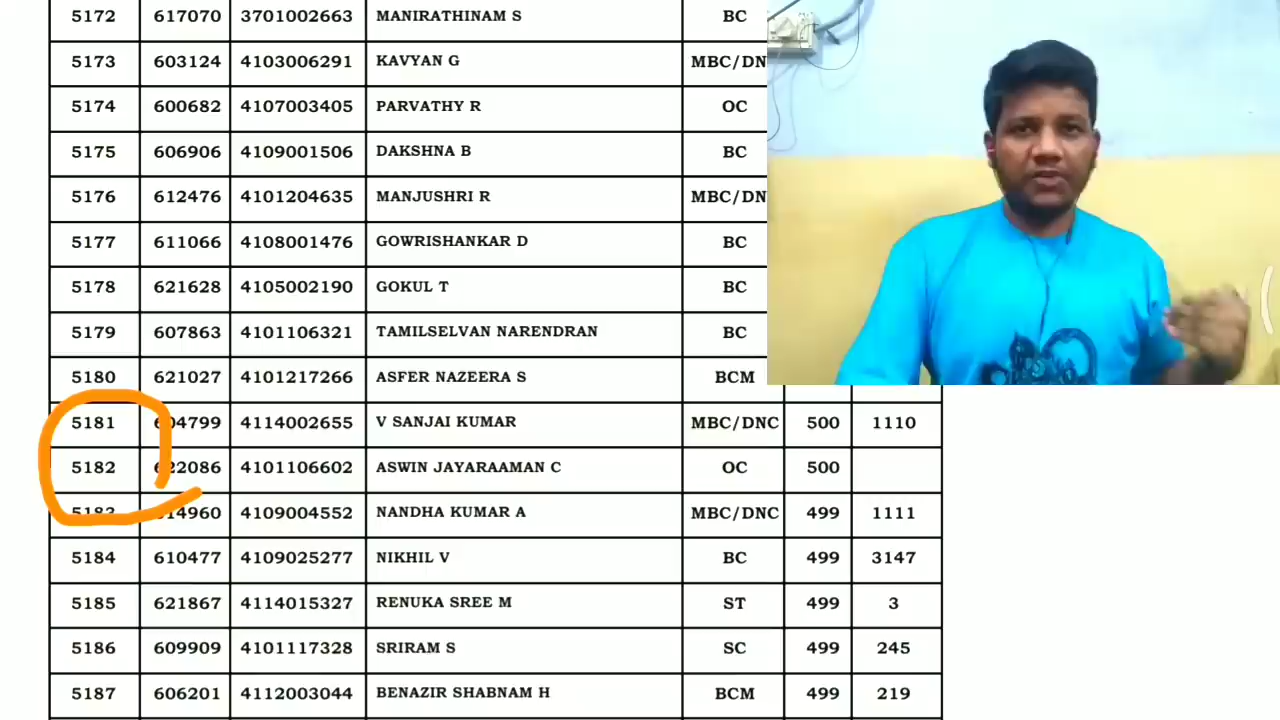 5172 617070 3701002663 MANIRATHINAM S BC
5173 603124 4103006291 KAVYAN G MBC/DN
5174 600682 4107003405 PARVATHY R OC
5175 606906 4109001506 DAKSHNA B BC
5176 612476 4101204635 MANJUSHRI R MBC/DN
5177 611066 4108001476 GOWRISHANKAR D BC
5178 621628 4105002190 GOKUL T BC
5179 607863 4101106321 TAMILSELVAN NARENDRAN BC
5180 621027 4101217266 ASFER NAZEERA S BCM
5181 604799 4114002655 V SANJAI KUMAR MBC/DNC 500 1110
5182 622086 4101106602 ASWIN JAYARAAMAN C OC 500
5183 614960 4109004552 NANDHA KUMAR A MBC/DNC 499 1111
5184 610477 4109025277 NIKHIL V BC 499 3147
5185 621867 4114015327 RENUKA SREE M ST 499 3
5186 609909 4101117328 SRIRAM S SC 499 245
5187 606201 4112003044 BENAZIR SHABNAM H BCM 499 219